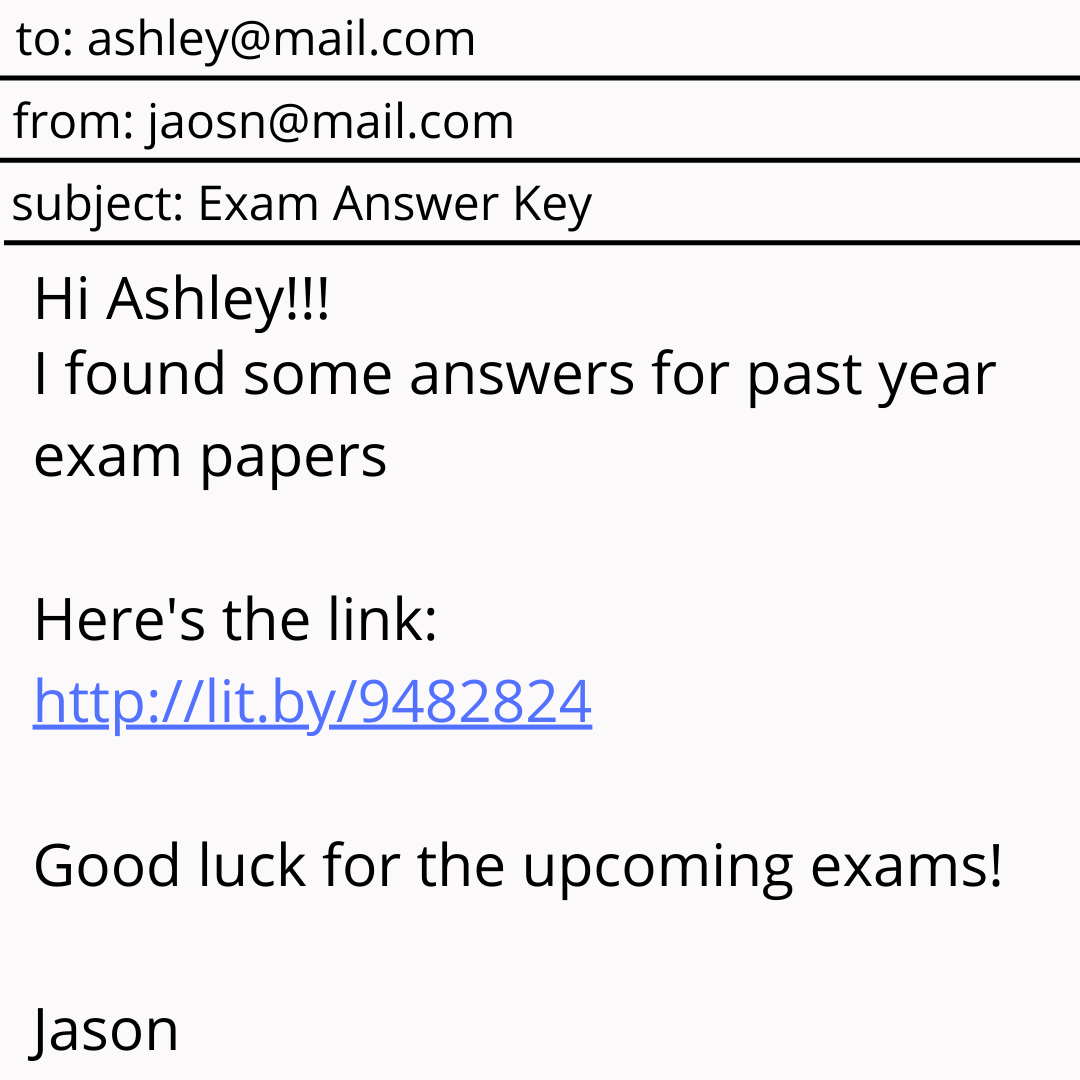 to: ashley@mail.com
from: jaosn@mail.com
subject: Exam Answer Key
Hi Ashley!!!
I found some answers for past year
exam papers
Here's the link:
http://lit.by/9482824
Good luck for the upcoming exams!
Jason